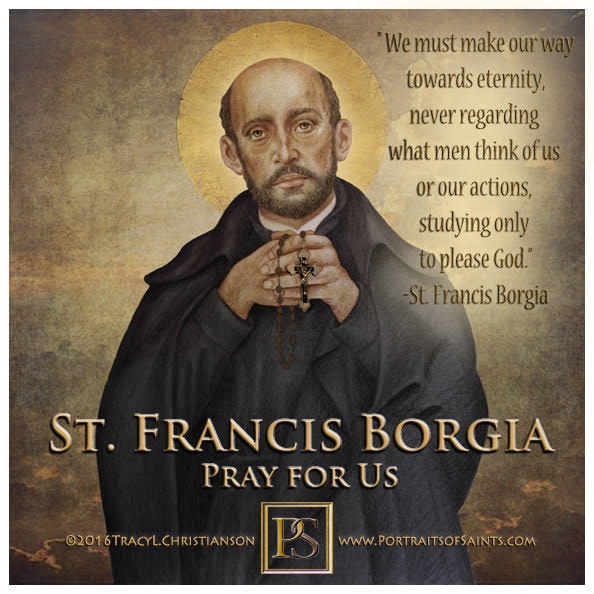 "We must make our way
towards eternity,
never regarding
what men think of us
or our actions,
studying only
to please God."
-St. Francis Borgia
St. Francis Borgia
Pray for Us
©2016TracyL.Christianson
PS
www.PortraitsofSaints.com